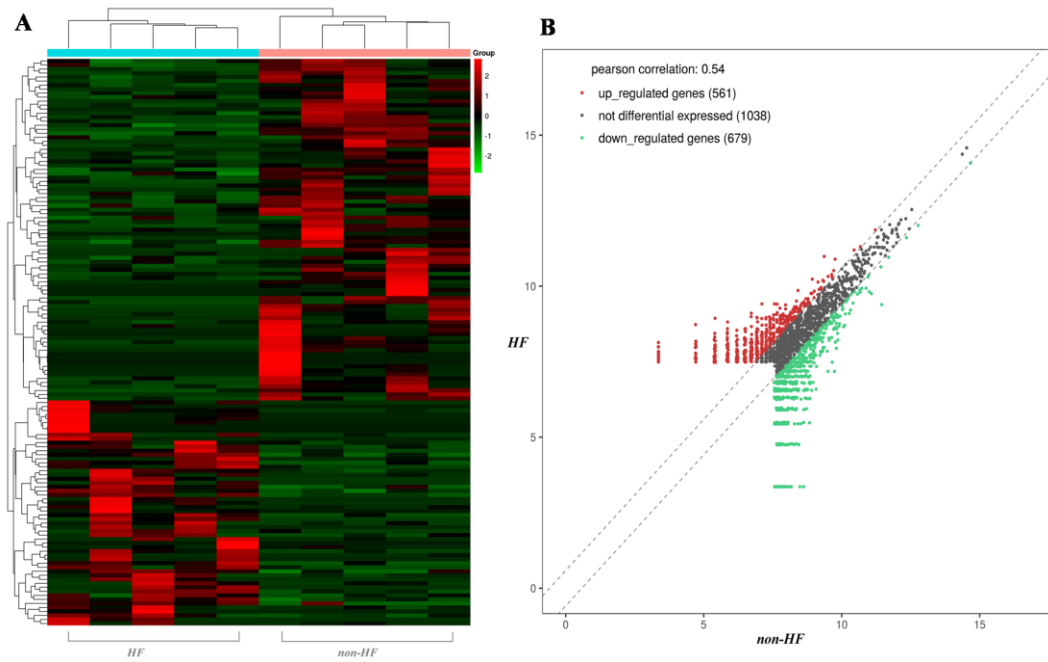 A
Group
2
1
0
-1
-2
HF
non-HF
B
pearson correlation: 0.54
up_regulated genes (561)
not differential expressed (1038)
down_regulated genes (679)
15
10
5
0
HF
0
5
10
15
non-HF